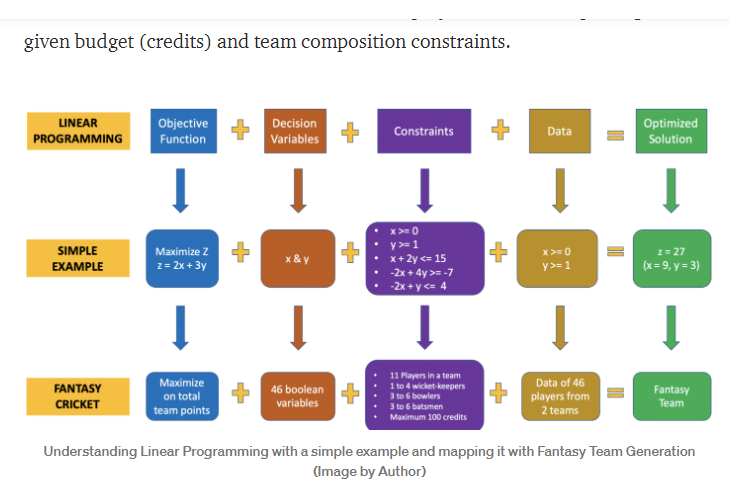 given budget (credits) and team composition constraints.
LINEAR
PROGRAMMING
Objective
Function
Decision
Variables
Constraints
Data
Optimized
Solution
SIMPLE
EXAMPLE
Maximize Z
z = 2x + 3y
x & y
• x >= 0
• y >= 1
• x + 2y <= 15
• -2x + 4y >= -7
• -2x + y <= 4
x >= 0
y >= 1
z = 27
(x = 9, y = 3)
FANTASY
CRICKET
Maximize
on total
team points
46 boolean
variables
• 11 Players in a team
• 1 to 4 wicket-keepers
• 3 to 6 bowlers
• 3 to 6 batsmen
• Maximum 100 credits
Data of 46
players from
2 teams
Fantasy
Team
Understanding Linear Programming with a simple example and mapping it with Fantasy Team Generation
(Image by Author)